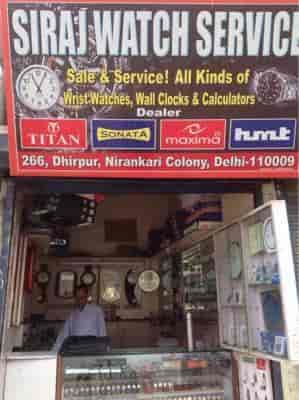 SIRAJ WATCH SERVICE
Sale & Service! All Kinds of
Wrist Watches, Wall Clocks & Calculators
Dealer
TITAN SONATA maxima hmt
266, Dhirpur, Nirankari Colony, Delhi-110009